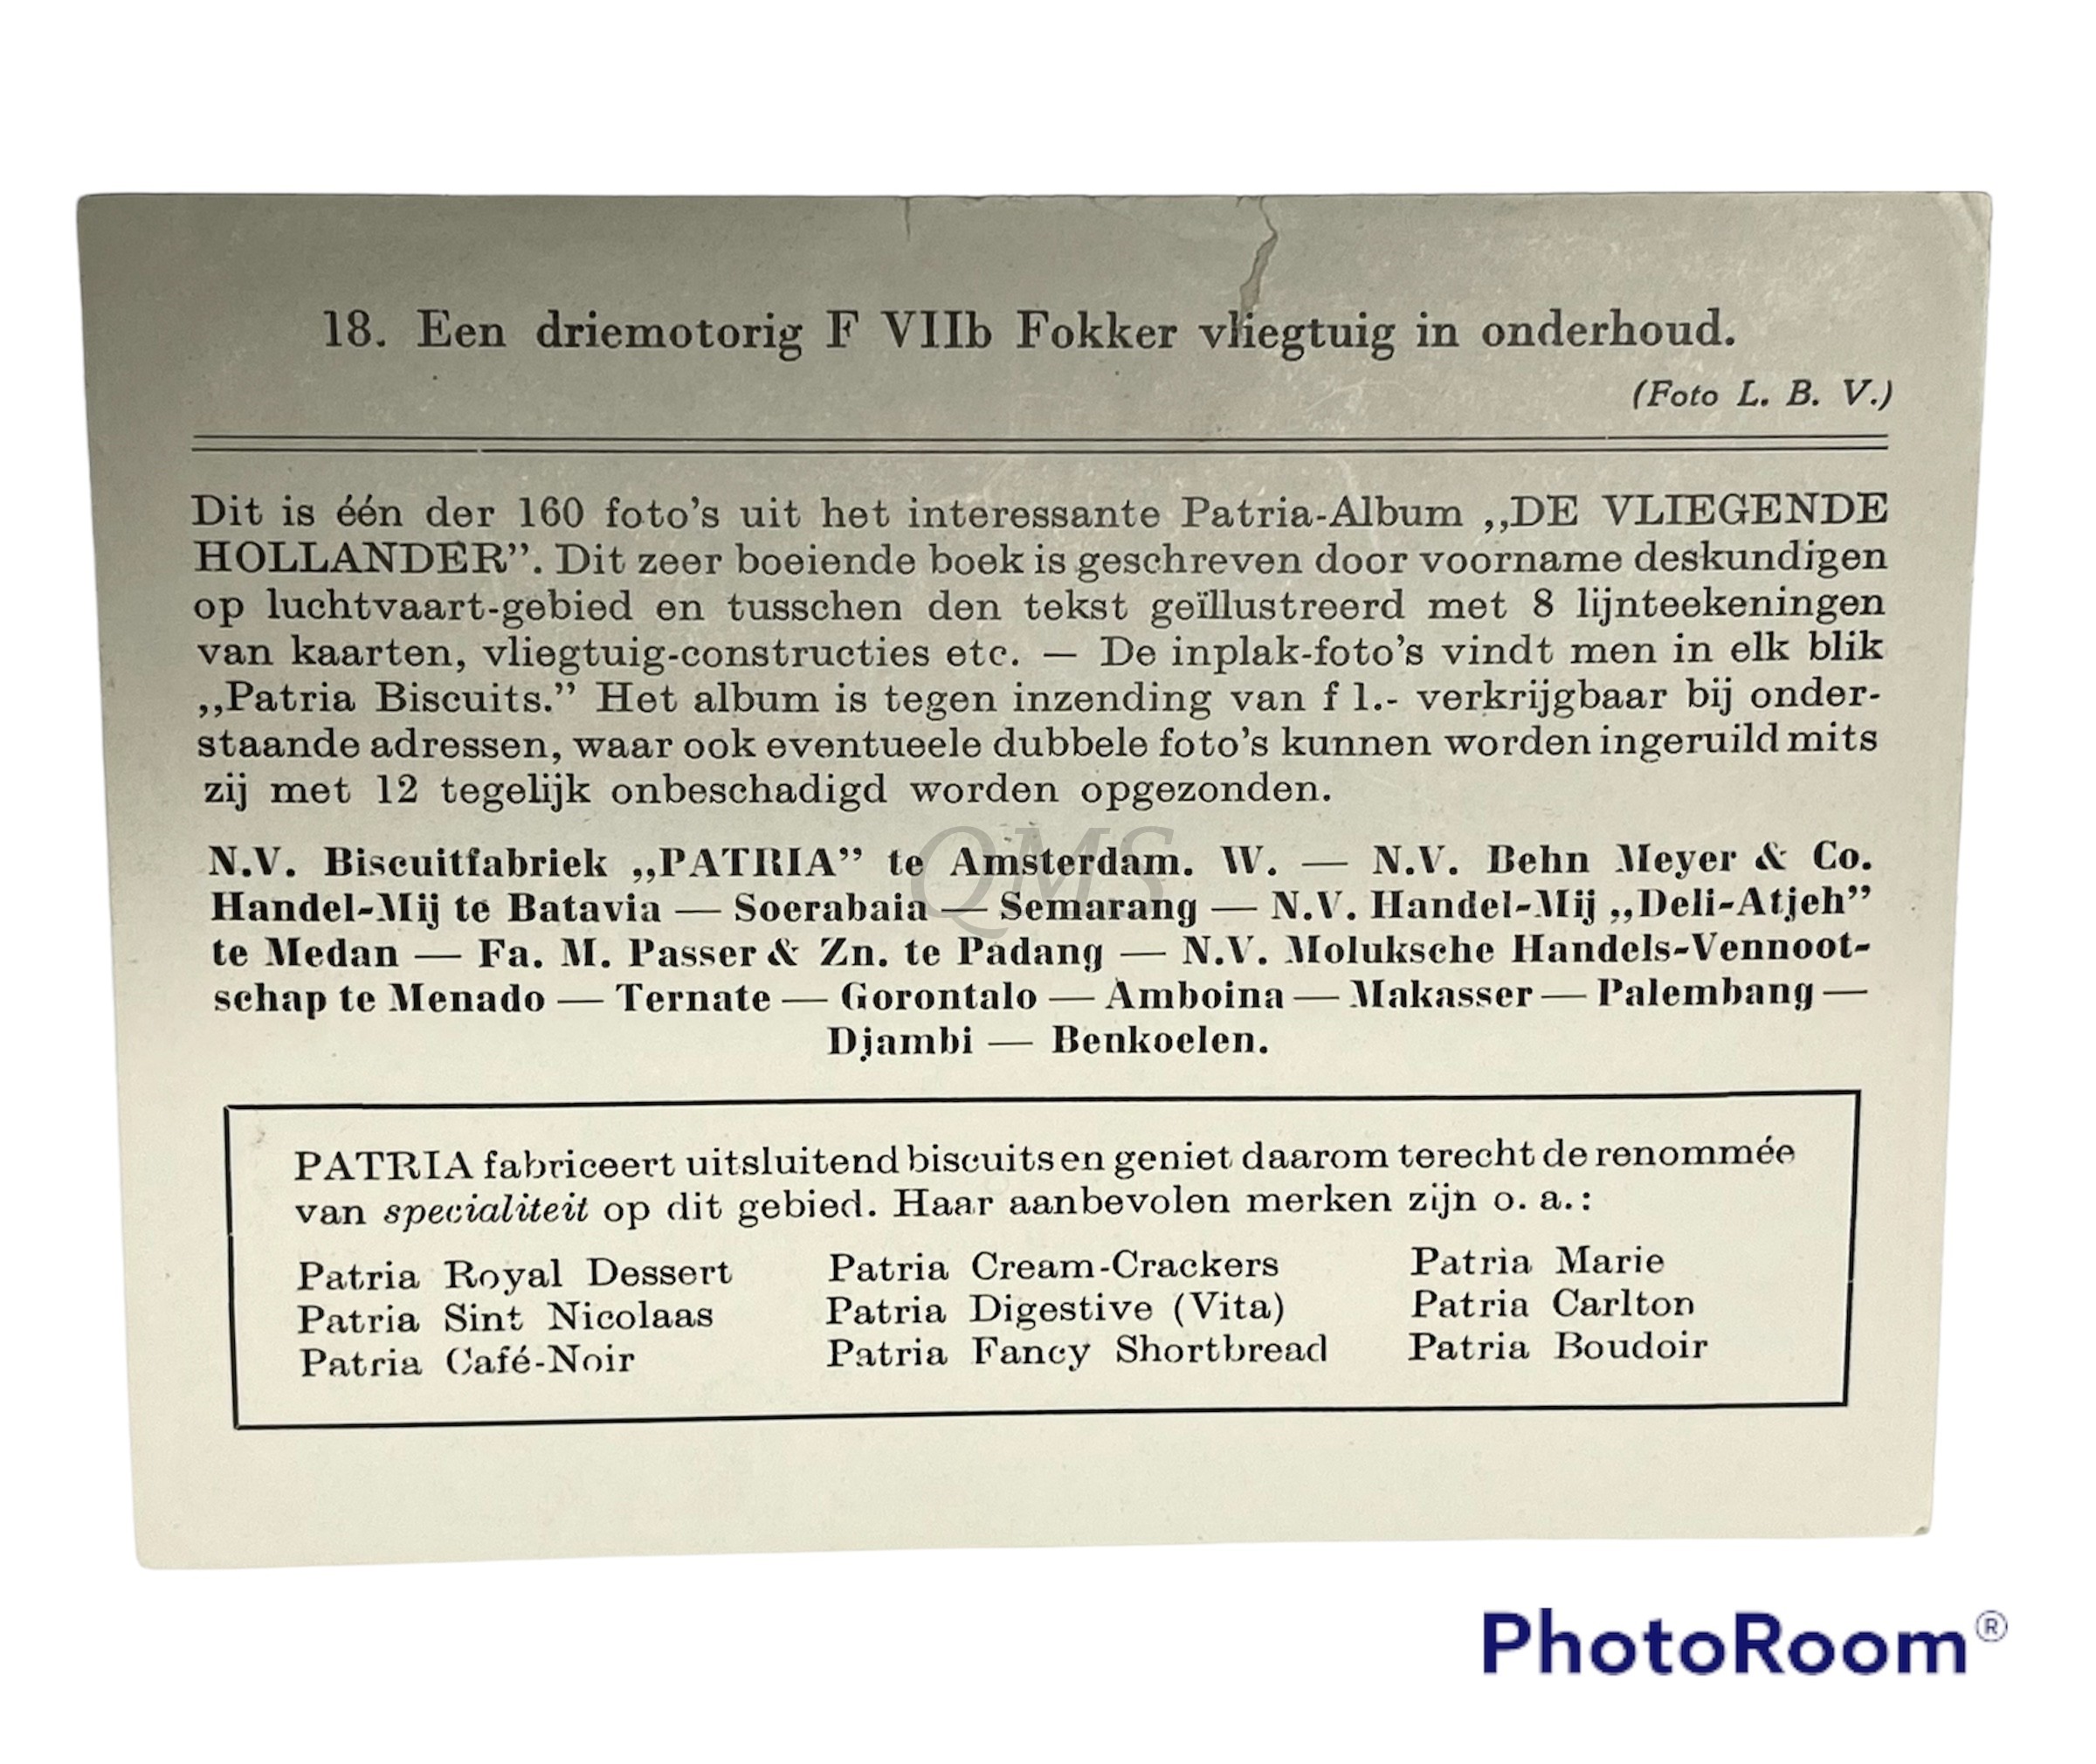 18. Een driemotorig F VIIb Fokker vliegtuig in onderhoud.
(Foto L. B. V.)
Dit is één der 160 foto's uit het interessante Patria-Album „DE VLIEGENDE
HOLLANDER”. Dit zeer boeiende boek is geschreven door voorname deskundigen
op luchtvaart-gebied en tusschen den tekst geïllustreerd met 8 lijnteekeningen
van kaarten, vliegtuig-constructies etc. — De inplak-foto's vindt men in elk blik
„Patria Biscuits.” Het album is tegen inzending van f 1.- verkrijgbaar bij onder-
staande adressen, waar ook eventueele dubbele foto's kunnen worden ingeruild mits
zij met 12 tegelijk onbeschadigd worden opgezonden.
QMS
N.V. Biscuitfabriek „PATRIA” te Amsterdam. W. — N.V. Behn Meyer & Co.
Handel-Mij te Batavia — Soerabaia — Semarang — N.V. Handel-Mij „Deli-Atjeh”
te Medan — Fa. M. Passer & Zn. te Padang — N.V. Moluksche Handels-Vennoot-
schap te Menado — Ternate — Gorontalo — Amboina — Makasser — Palembang —
Djambi — Benkoelen.
PATRIA fabriceert uitsluitend biscuits en geniet daarom terecht de renommée
van specialiteit op dit gebied. Haar aanbevolen merken zijn o. a.:
Patria Royal Dessert Patria Cream-Crackers Patria Marie
Patria Sint Nicolaas Patria Digestive (Vita) Patria Carlton
Patria Café-Noir Patria Fancy Shortbread Patria Boudoir
PhotoRoom®